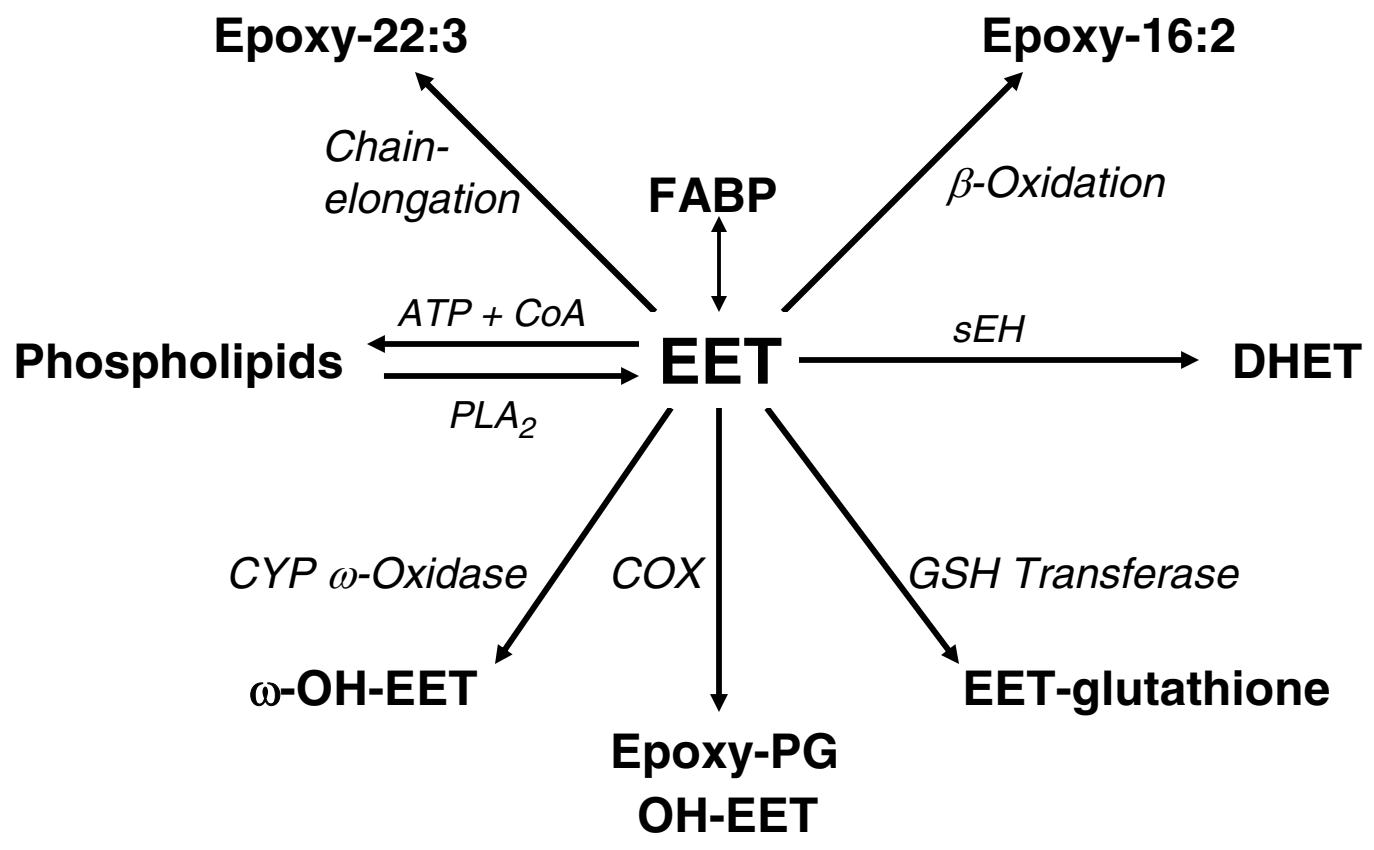 Epoxy-22:3
Epoxy-16:2
Chain-
elongation
FABP
β-Oxidation
ATP + CoA
sEH
Phospholipids
EET
DHET
PLA₂
CYP ω-Oxidase
COX
GSH Transferase
ω-OH-EET
EET-glutathione
Epoxy-PG
OH-EET